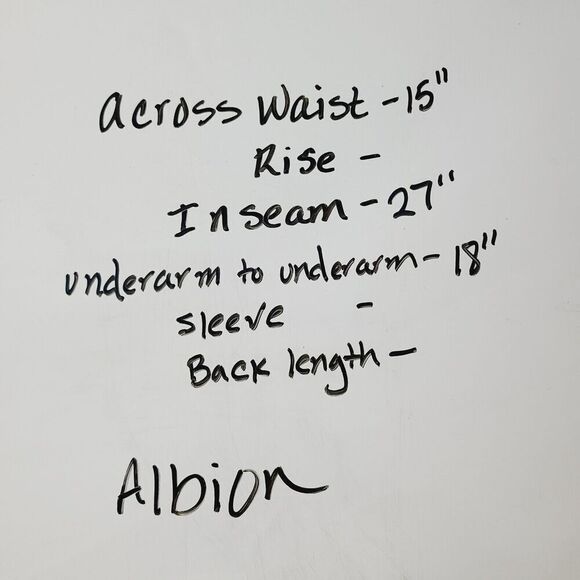 across Waist - 15"
Rise -
Inseam - 27"
underarm to underarm - 18"
sleeve -
Back length -
Albion